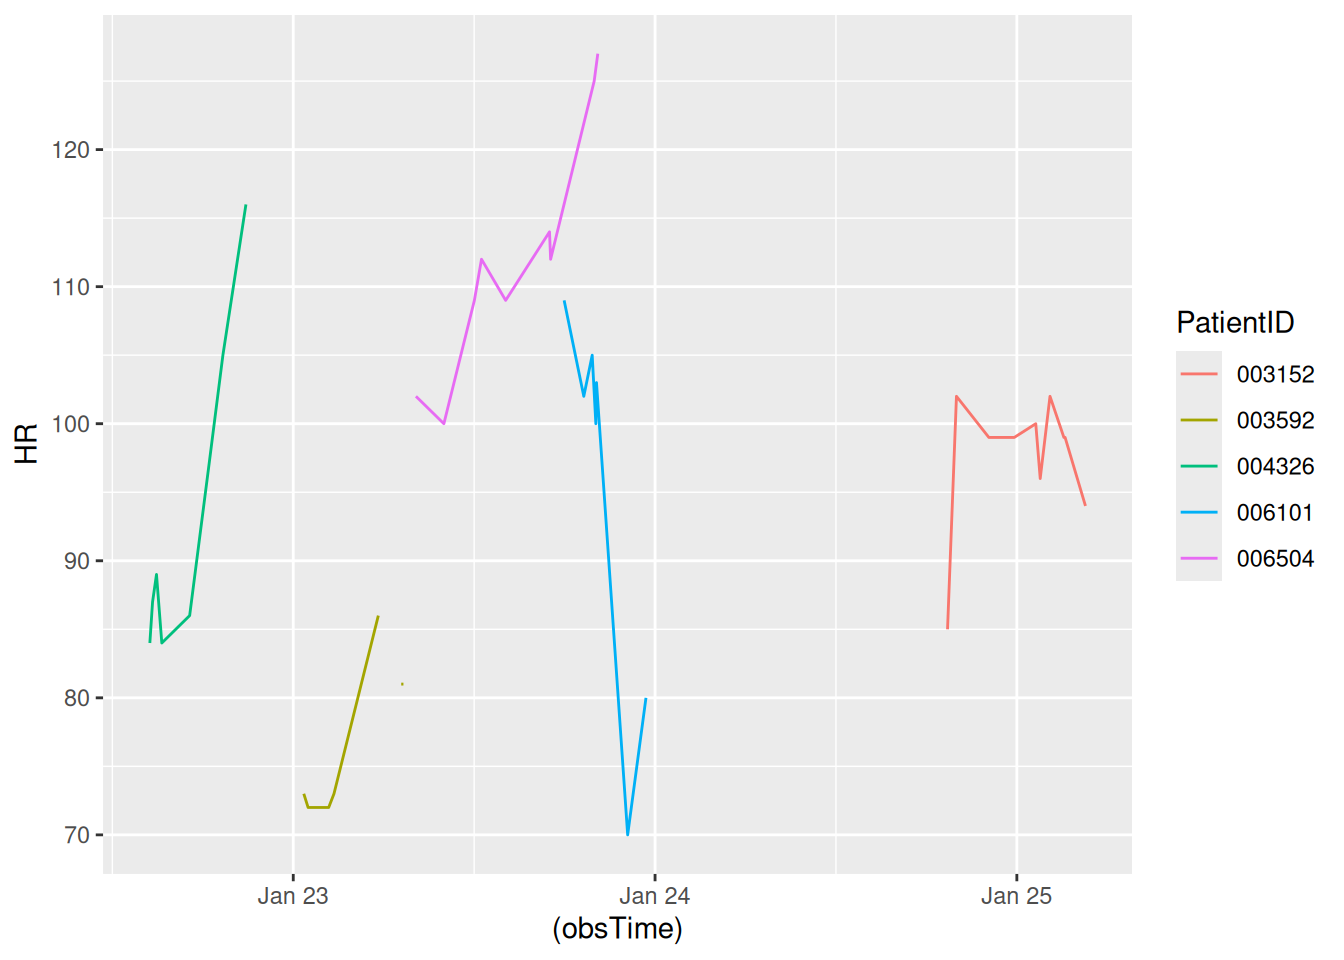 120
110
100
90
80
70
HR
Jan 23
Jan 24
Jan 25
(obsTime)
PatientID
003152
003592
004326
006101
006504